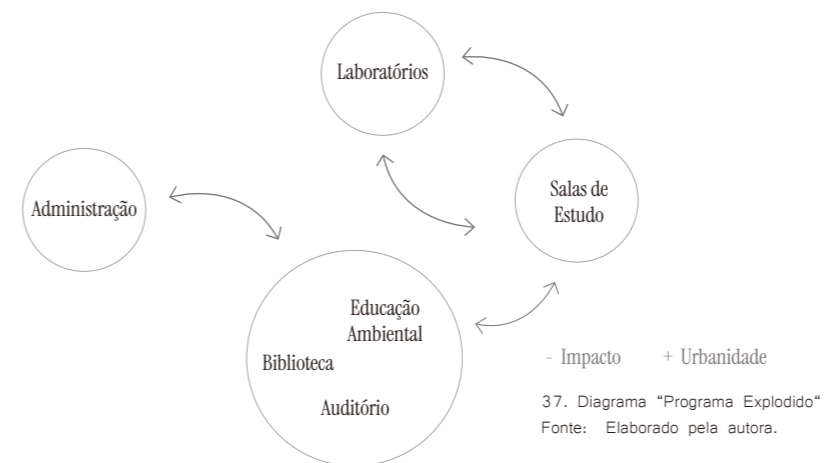 Laboratórios
Salas de
Estudo
Administração
Educação
Ambiental
Biblioteca
Auditório
- Impacto + Urbanidade
37. Diagrama “Programa Explodido“
Fonte: Elaborado pela autora.